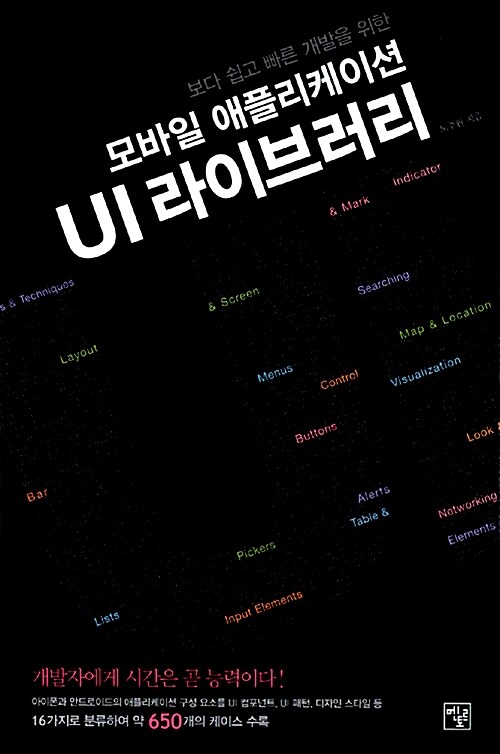 보다 쉽고 빠른 개발을 위한
모바일 애플리케이션
UI 라이브러리
Indicator
& Mark
s & Techniques
Searching
& Screen
Map & Location
Layout
Menus
Control
Visualization
Buttons
Look &
Bar
Alerts
Table &
Networking
Elements
Pickers
Input Elements
Lists
개발자에게 시간은 곧 능력이다!
아이폰과 안드로이드의 애플리케이션 구성 요소를 UI 컴포넌트, UI 패턴, 디자인 스타일 등
16가지로 분류하여 약 650개의 케이스 수록